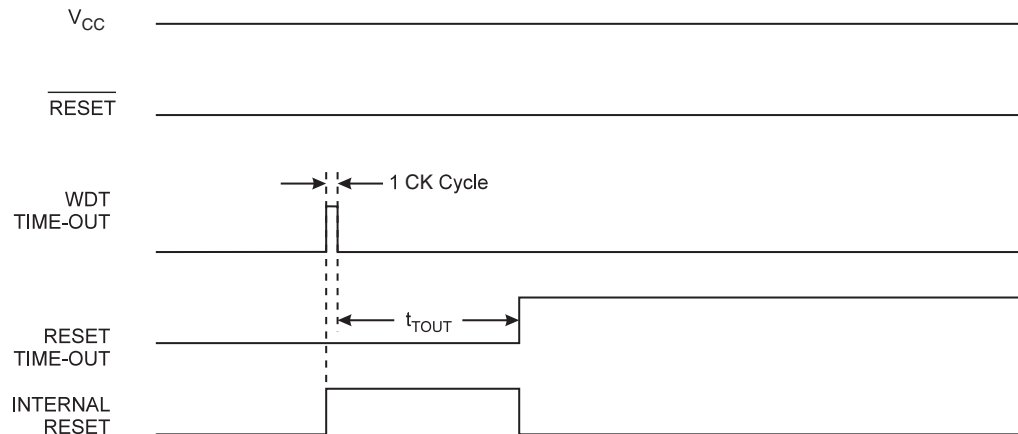 VCC
RESET
1 CK Cycle
WDT
TIME-OUT
tTOUT
RESET
TIME-OUT
INTERNAL
RESET